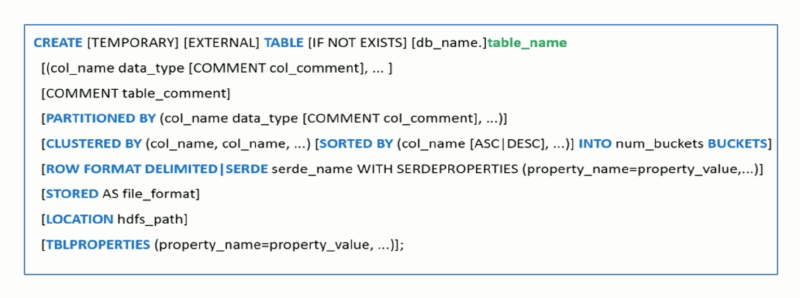 CREATE [TEMPORARY] [EXTERNAL] TABLE [IF NOT EXISTS] [db_name.]table_name
[(col_name data_type [COMMENT col_comment], ... ]
[COMMENT table_comment]
[PARTITIONED BY (col_name data_type [COMMENT col_comment], ...)]
[CLUSTERED BY (col_name, col_name, ...) [SORTED BY (col_name [ASC|DESC], ...)] INTO num_buckets BUCKETS]
[ROW FORMAT DELIMITED|SERDE serde_name WITH SERDEPROPERTIES (property_name=property_value,...)]
[STORED AS file_format]
[LOCATION hdfs_path]
[TBLPROPERTIES (property_name=property_value, ...)];